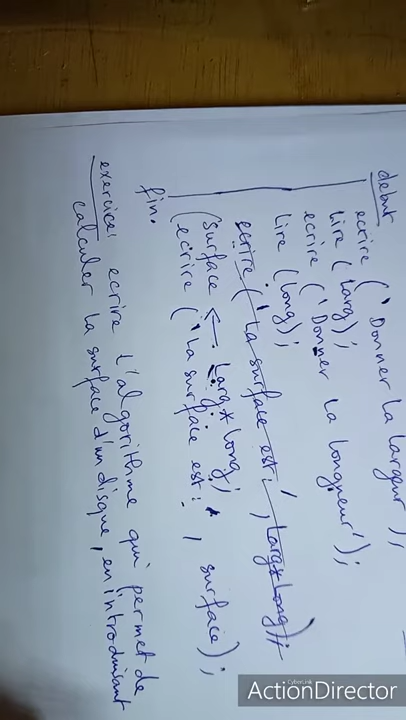 début
ecrire ('Donner la largeur');
lire (larg);
ecrire ('Donner la longueur');
lire (long);
ecrire ('la surface est:', larg*long);
surface ← larg*long;
(ecrire ('la surface est:', surface);
fin.
exercice: ecrire l'algorithme qui permet de
calculer la surface d'un disque, en introduisant
CyberLink
ActionDirector